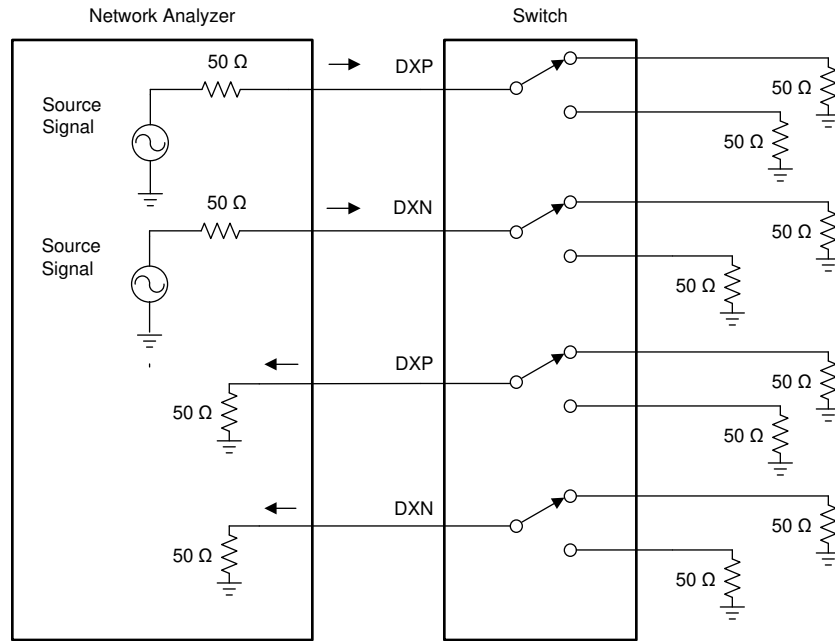 Network Analyzer
Switch
50 Ω
DXP
50 Ω
Source
Signal
50 Ω
50 Ω
DXN
50 Ω
Source
Signal
50 Ω
DXP
50 Ω
50 Ω
50 Ω
DXN
50 Ω
50 Ω
50 Ω